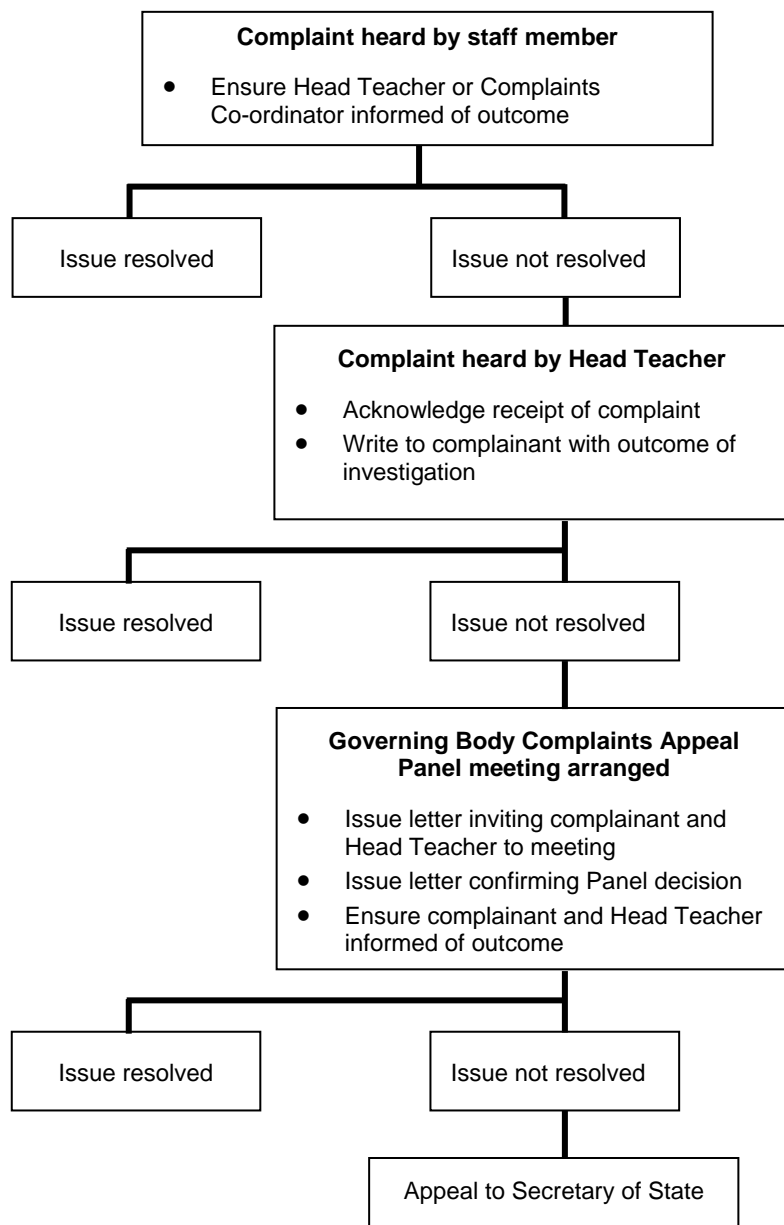 Complaint heard by staff member
• Ensure Head Teacher or Complaints
Co-ordinator informed of outcome
Issue resolved
Issue not resolved
Complaint heard by Head Teacher
• Acknowledge receipt of complaint
• Write to complainant with outcome of
investigation
Issue resolved
Issue not resolved
Governing Body Complaints Appeal
Panel meeting arranged
• Issue letter inviting complainant and
Head Teacher to meeting
• Issue letter confirming Panel decision
• Ensure complainant and Head Teacher
informed of outcome
Issue resolved
Issue not resolved
Appeal to Secretary of State